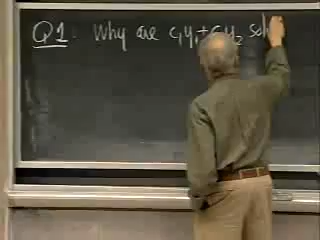 Q1: Why are c₁y₁+c₂y₂ sol